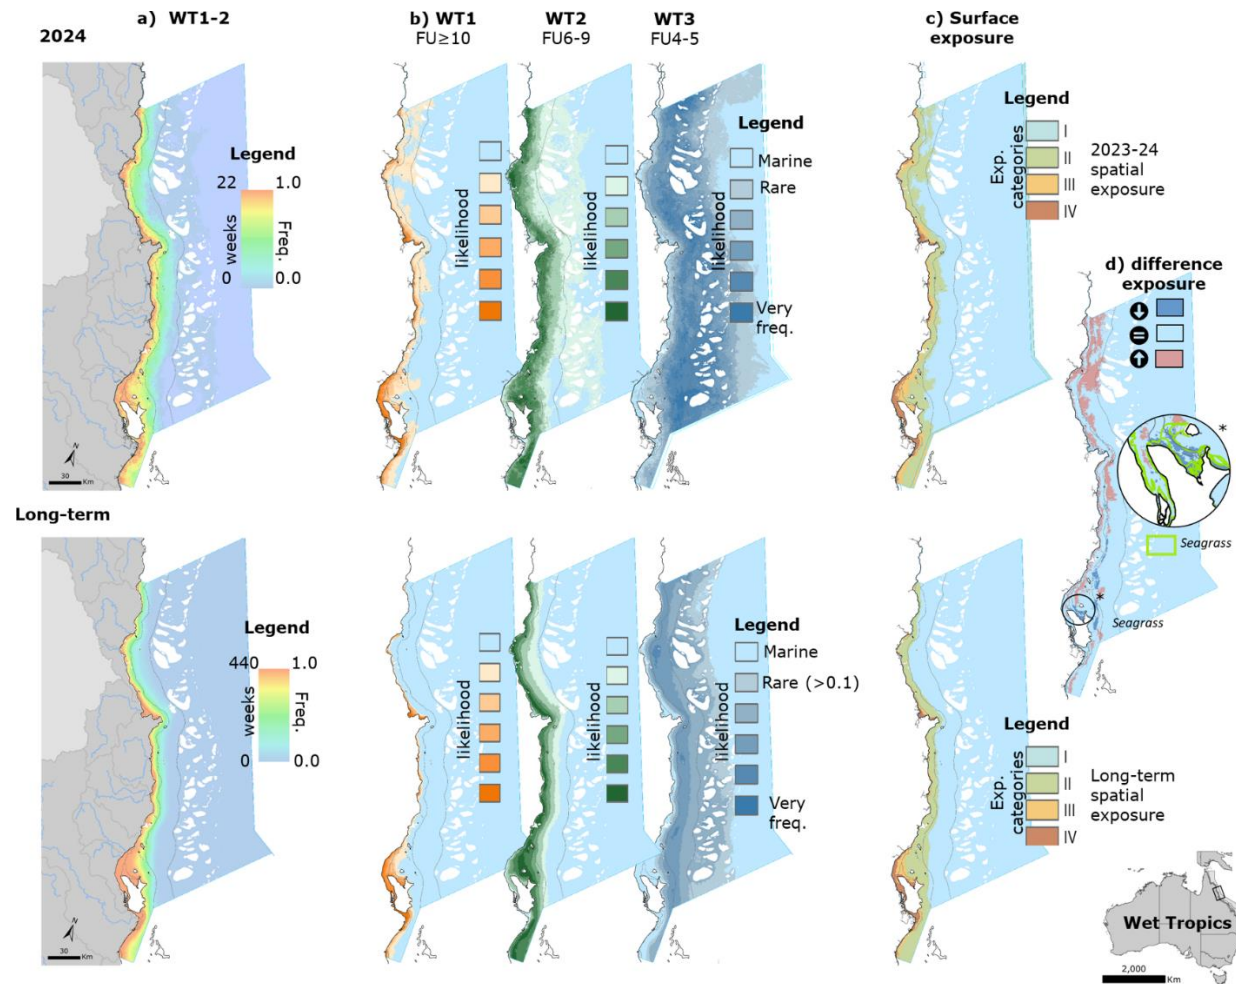 a) WT1-2
b) WT1
FU≥10
WT2
FU6-9
WT3
FU4-5
c) Surface
exposure
2024
Legend
22
1.0
weeks
Freq.
0
0.0
N
30
Km
likelihood
likelihood
Legend
Marine
Rare
likelihood
Very
freq.
Legend
Exp.
categories
I
II
III
IV
2023-24
spatial
exposure
d) difference
exposure
=
*
Seagrass
*
Seagrass
Long-term
Legend
440
1.0
weeks
Freq.
0
0.0
N
30
Km
likelihood
likelihood
Legend
Marine
Rare (>0.1)
likelihood
Very
freq.
Legend
Exp.
categories
I
II
III
IV
Long-term
spatial
exposure
Wet Tropics
2,000
Km